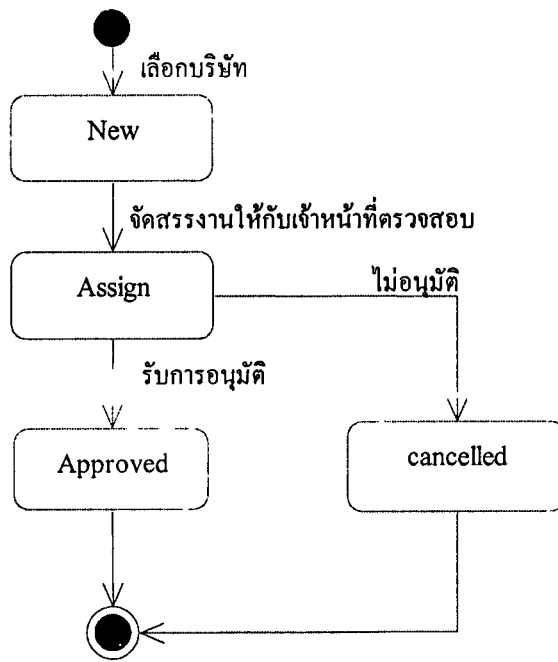 เลือกบริษัท
New
จัดสรรงานให้กับเจ้าหน้าที่ตรวจสอบ
Assign
ไม่อนุมัติ
รับการอนุมัติ
Approved
cancelled